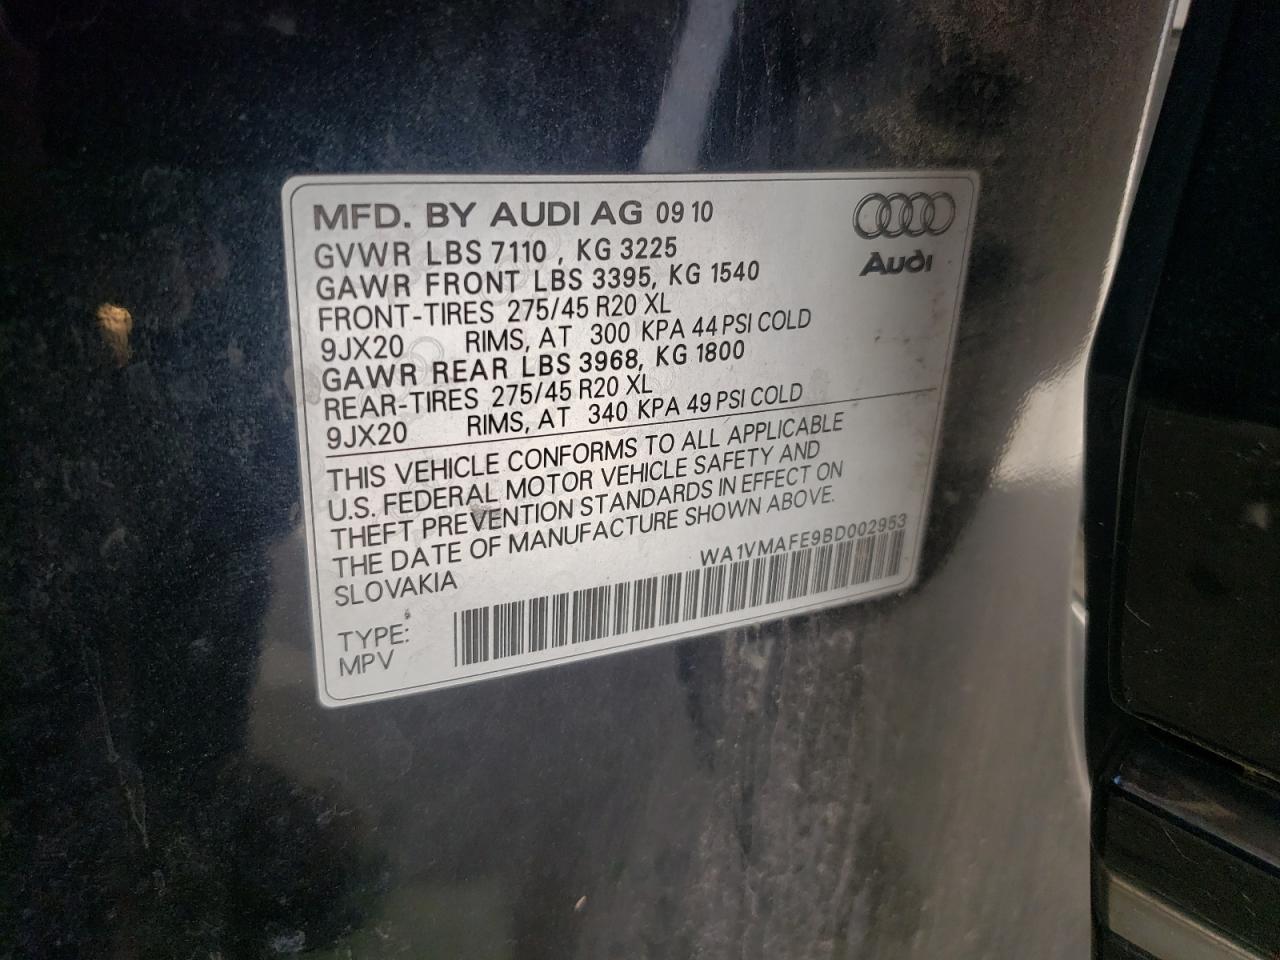 MFD. BY AUDI AG 09 10
GVWR LBS 7110 , KG 3225
GAWR FRONT LBS 3395, KG 1540
FRONT-TIRES 275/45 R20 XL
9JX20 RIMS, AT 300 KPA 44 PSI COLD
GAWR REAR LBS 3968, KG 1800
REAR-TIRES 275/45 R20 XL
9JX20 RIMS, AT 340 KPA 49 PSI COLD
Audi
THIS VEHICLE CONFORMS TO ALL APPLICABLE
U.S. FEDERAL MOTOR VEHICLE SAFETY AND
THEFT PREVENTION STANDARDS IN EFFECT ON
THE DATE OF MANUFACTURE SHOWN ABOVE.
SLOVAKIA
WA1VMAFE9BD002953
TYPE:
MPV